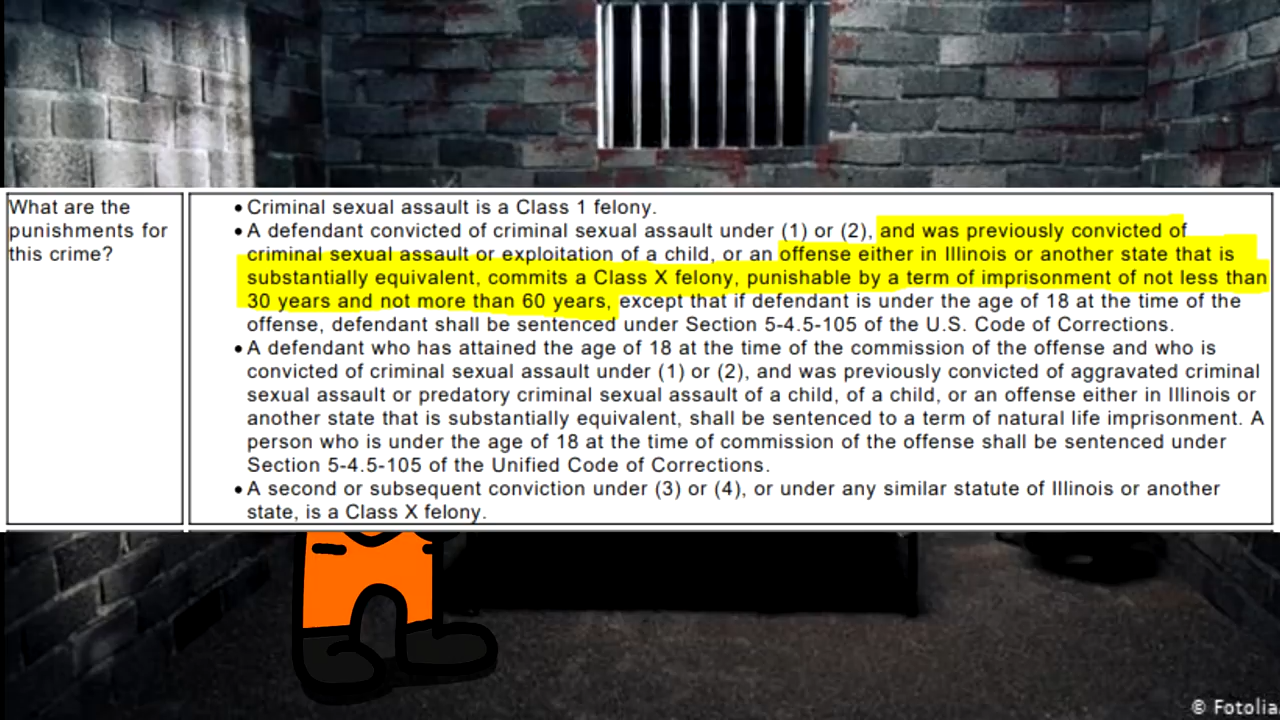 What are the
punishments for
this crime?
• Criminal sexual assault is a Class 1 felony.
• A defendant convicted of criminal sexual assault under (1) or (2), and was previously convicted of
criminal sexual assault or exploitation of a child, or an offense either in Illinois or another state that is
substantially equivalent, commits a Class X felony, punishable by a term of imprisonment of not less than
30 years and not more than 60 years, except that if defendant is under the age of 18 at the time of the
offense, defendant shall be sentenced under Section 5-4.5-105 of the U.S. Code of Corrections.
• A defendant who has attained the age of 18 at the time of the commission of the offense and who is
convicted of criminal sexual assault under (1) or (2), and was previously convicted of aggravated criminal
sexual assault or predatory criminal sexual assault of a child, of a child, or an offense either in Illinois or
another state that is substantially equivalent, shall be sentenced to a term of natural life imprisonment. A
person who is under the age of 18 at the time of commission of the offense shall be sentenced under
Section 5-4.5-105 of the Unified Code of Corrections.
• A second or subsequent conviction under (3) or (4), or under any similar statute of Illinois or another
state, is a Class X felony.
© Fotolia